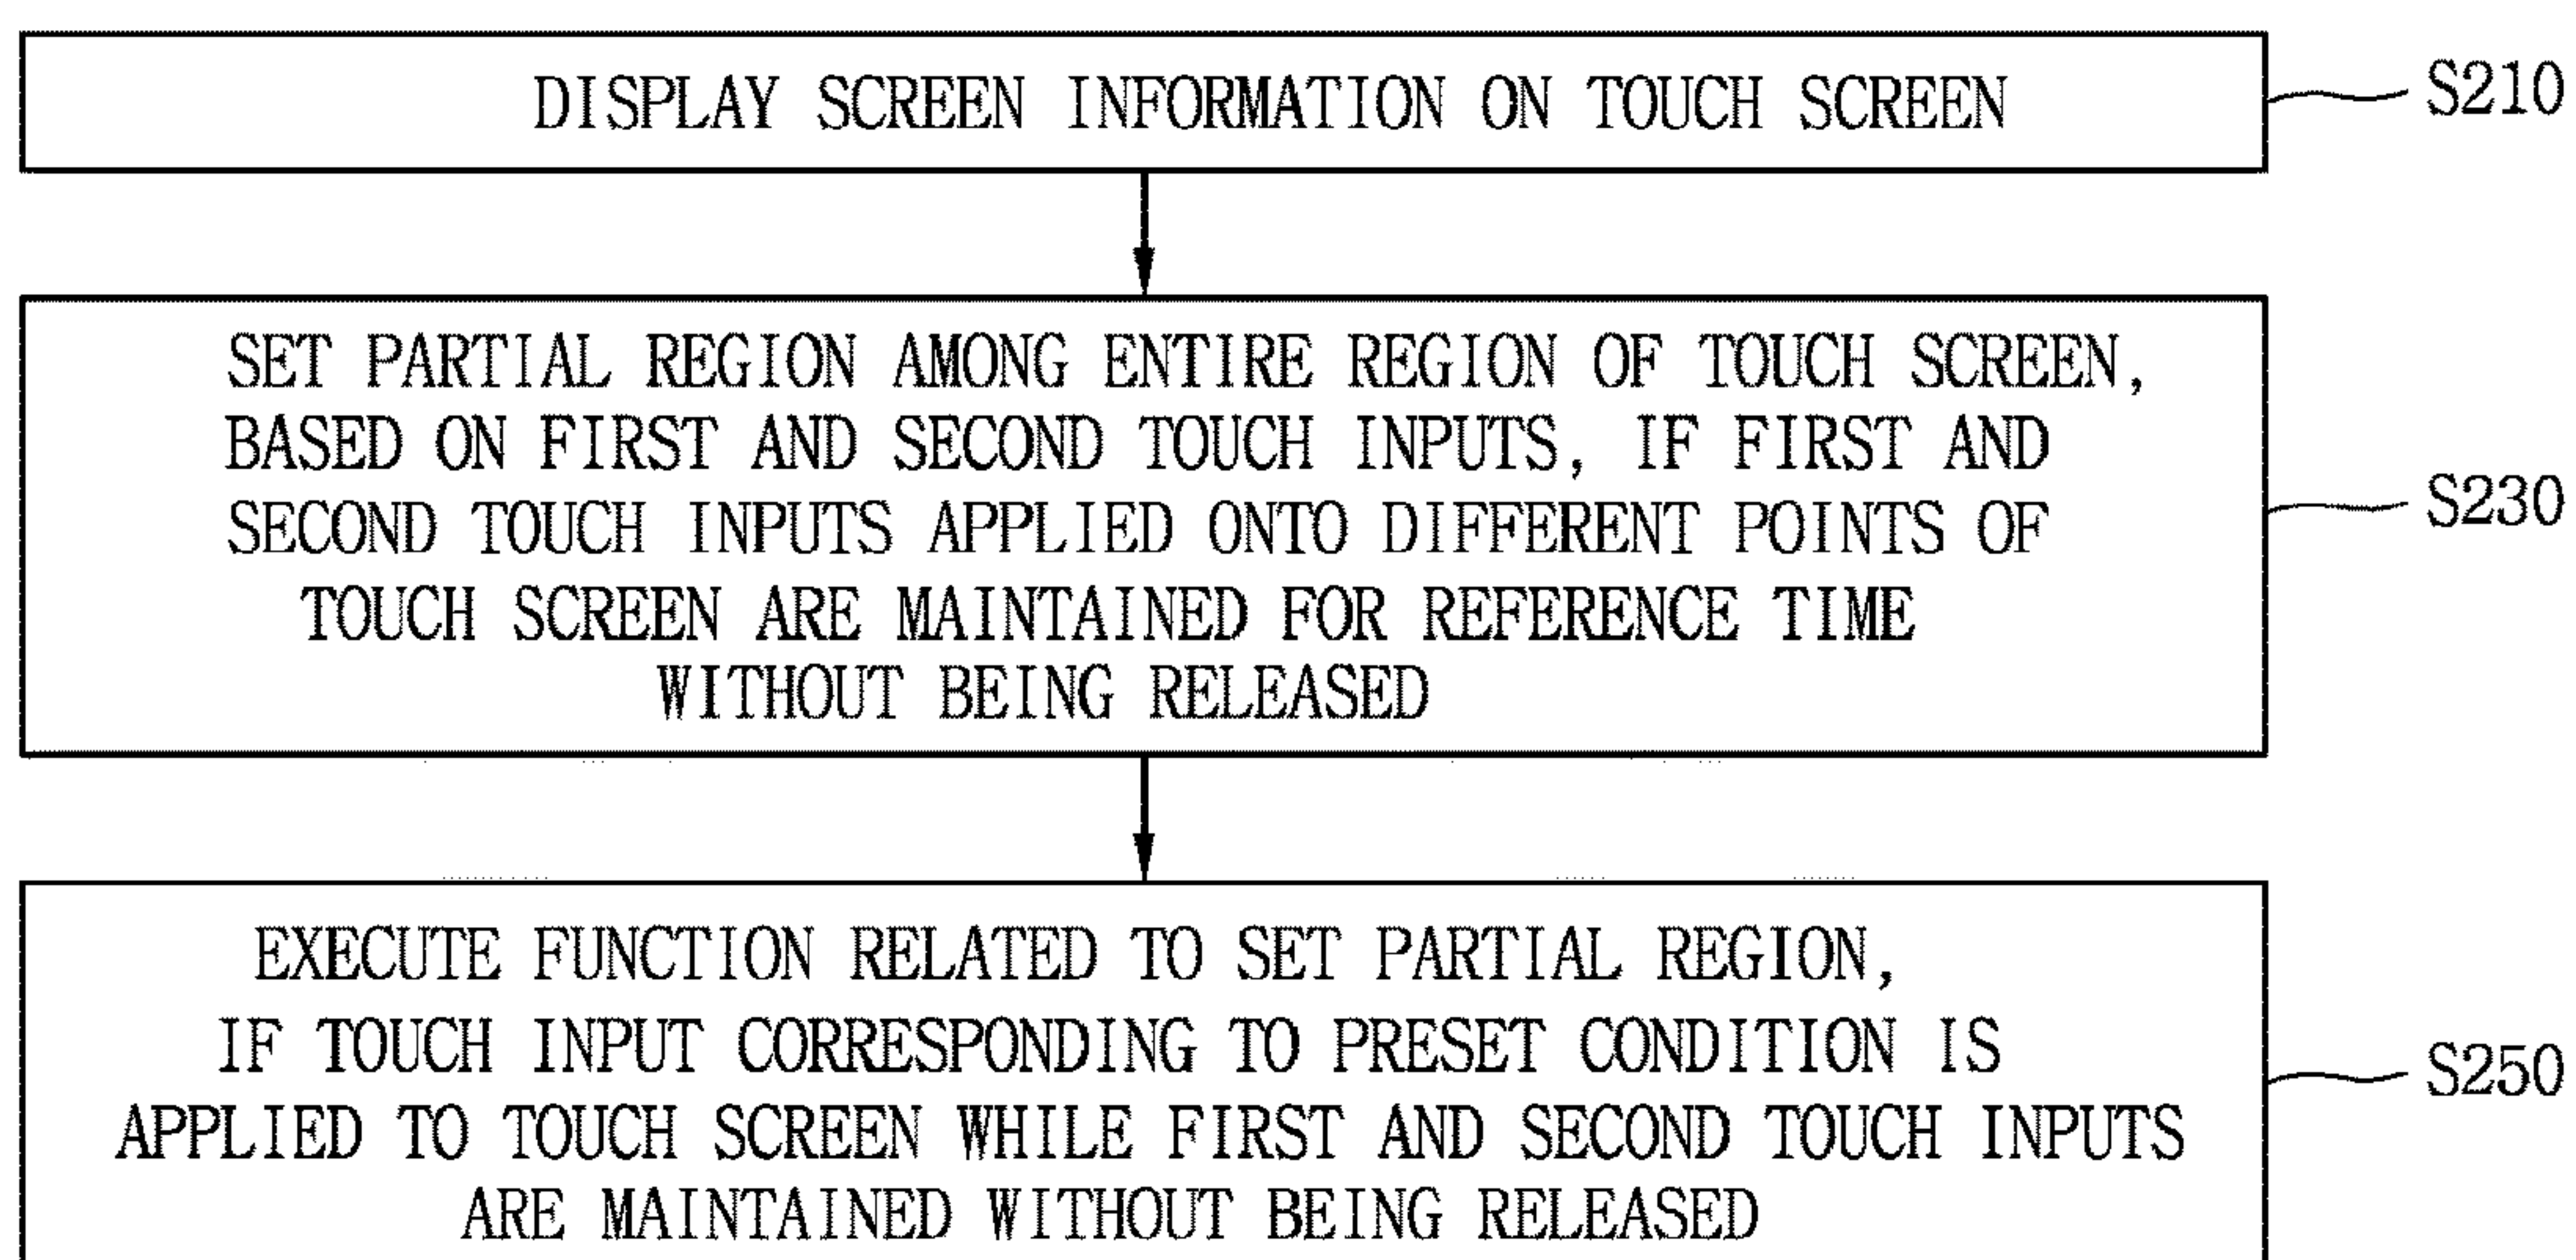 DISPLAY SCREEN INFORMATION ON TOUCH SCREEN
S210
SET PARTIAL REGION AMONG ENTIRE REGION OF TOUCH SCREEN,
BASED ON FIRST AND SECOND TOUCH INPUTS, IF FIRST AND
SECOND TOUCH INPUTS APPLIED ONTO DIFFERENT POINTS OF
TOUCH SCREEN ARE MAINTAINED FOR REFERENCE TIME
WITHOUT BEING RELEASED
S230
EXECUTE FUNCTION RELATED TO SET PARTIAL REGION,
IF TOUCH INPUT CORRESPONDING TO PRESET CONDITION IS
APPLIED TO TOUCH SCREEN WHILE FIRST AND SECOND TOUCH INPUTS
ARE MAINTAINED WITHOUT BEING RELEASED
S250